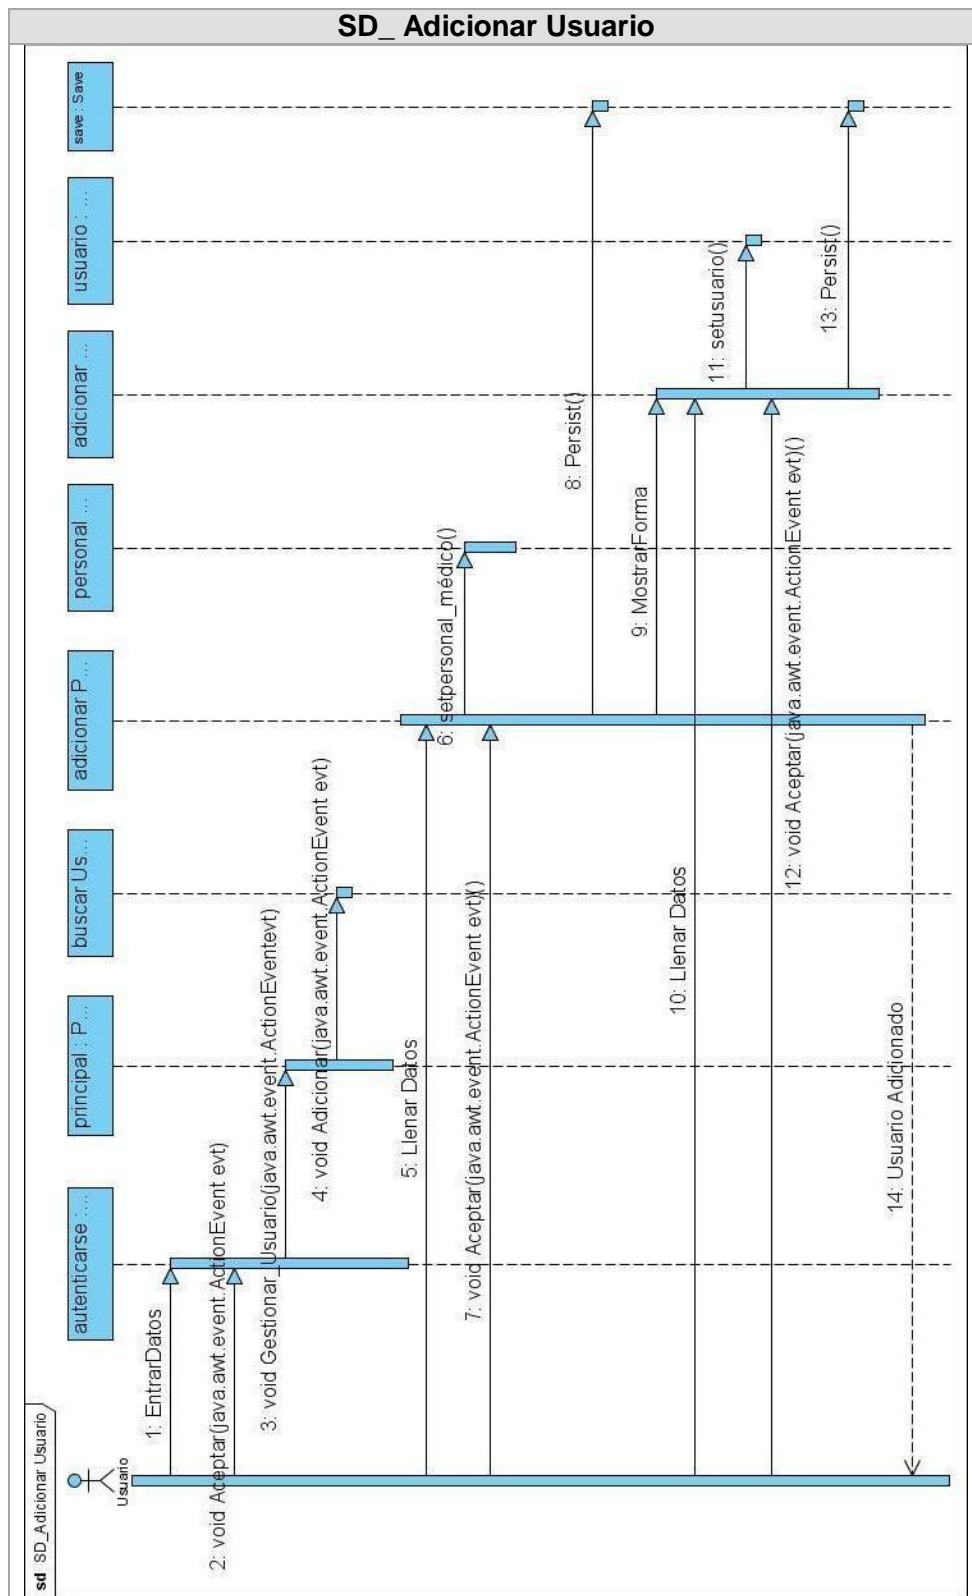 SD_ Adicionar Usuario
sd SD_Adicionar Usuario
Usuario
autenticarse :...
principal : P...
buscar Us...
adicionar P...
personal ...
adicionar ...
usuario : ...
save : Save
1: EntrarDatos
2: void Aceptar(java.awt.event.ActionEvent evt)
3: void Gestionar_Usuario(java.awt.event.ActionEventevt)
4: void Adicionar(java.awt.event.ActionEvent evt)
5: Llenar Datos
6: setpersonal_médico()
7: void Aceptar(java.awt.event.ActionEvent evt)()
8: Persist()
9: MostrarForma
10: Llenar Datos
11: setusuario()
12: void Aceptar(java.awt.event.ActionEvent evt)()
13: Persist()
14: Usuario Adicionado